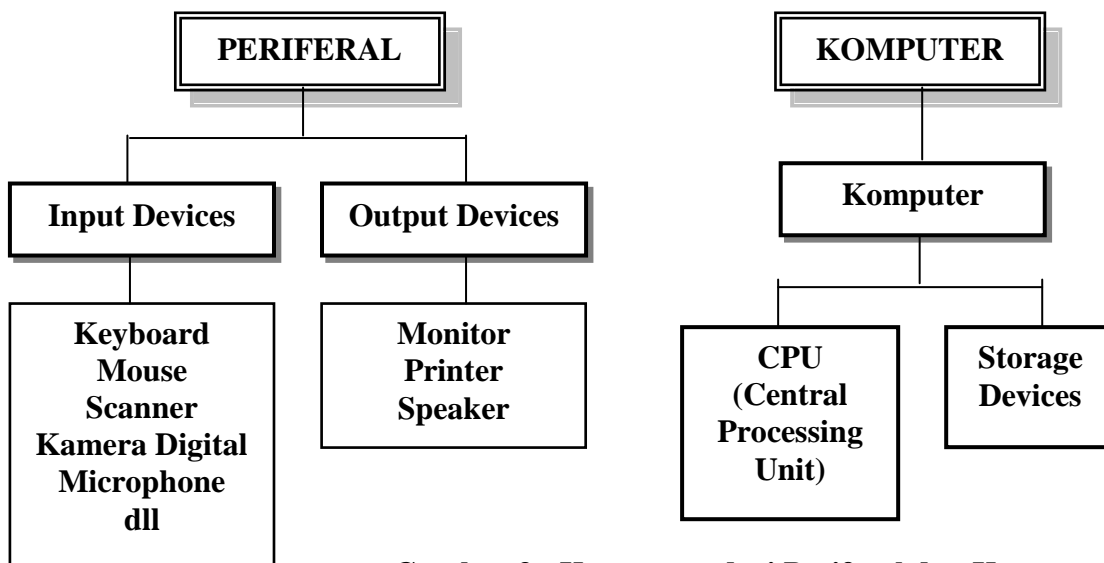 PERIFERAL
Input Devices
Keyboard
Mouse
Scanner
Kamera Digital
Microphone
dll
Output Devices
Monitor
Printer
Speaker
KOMPUTER
Komputer
CPU
(Central
Processing
Unit)
Storage
Devices